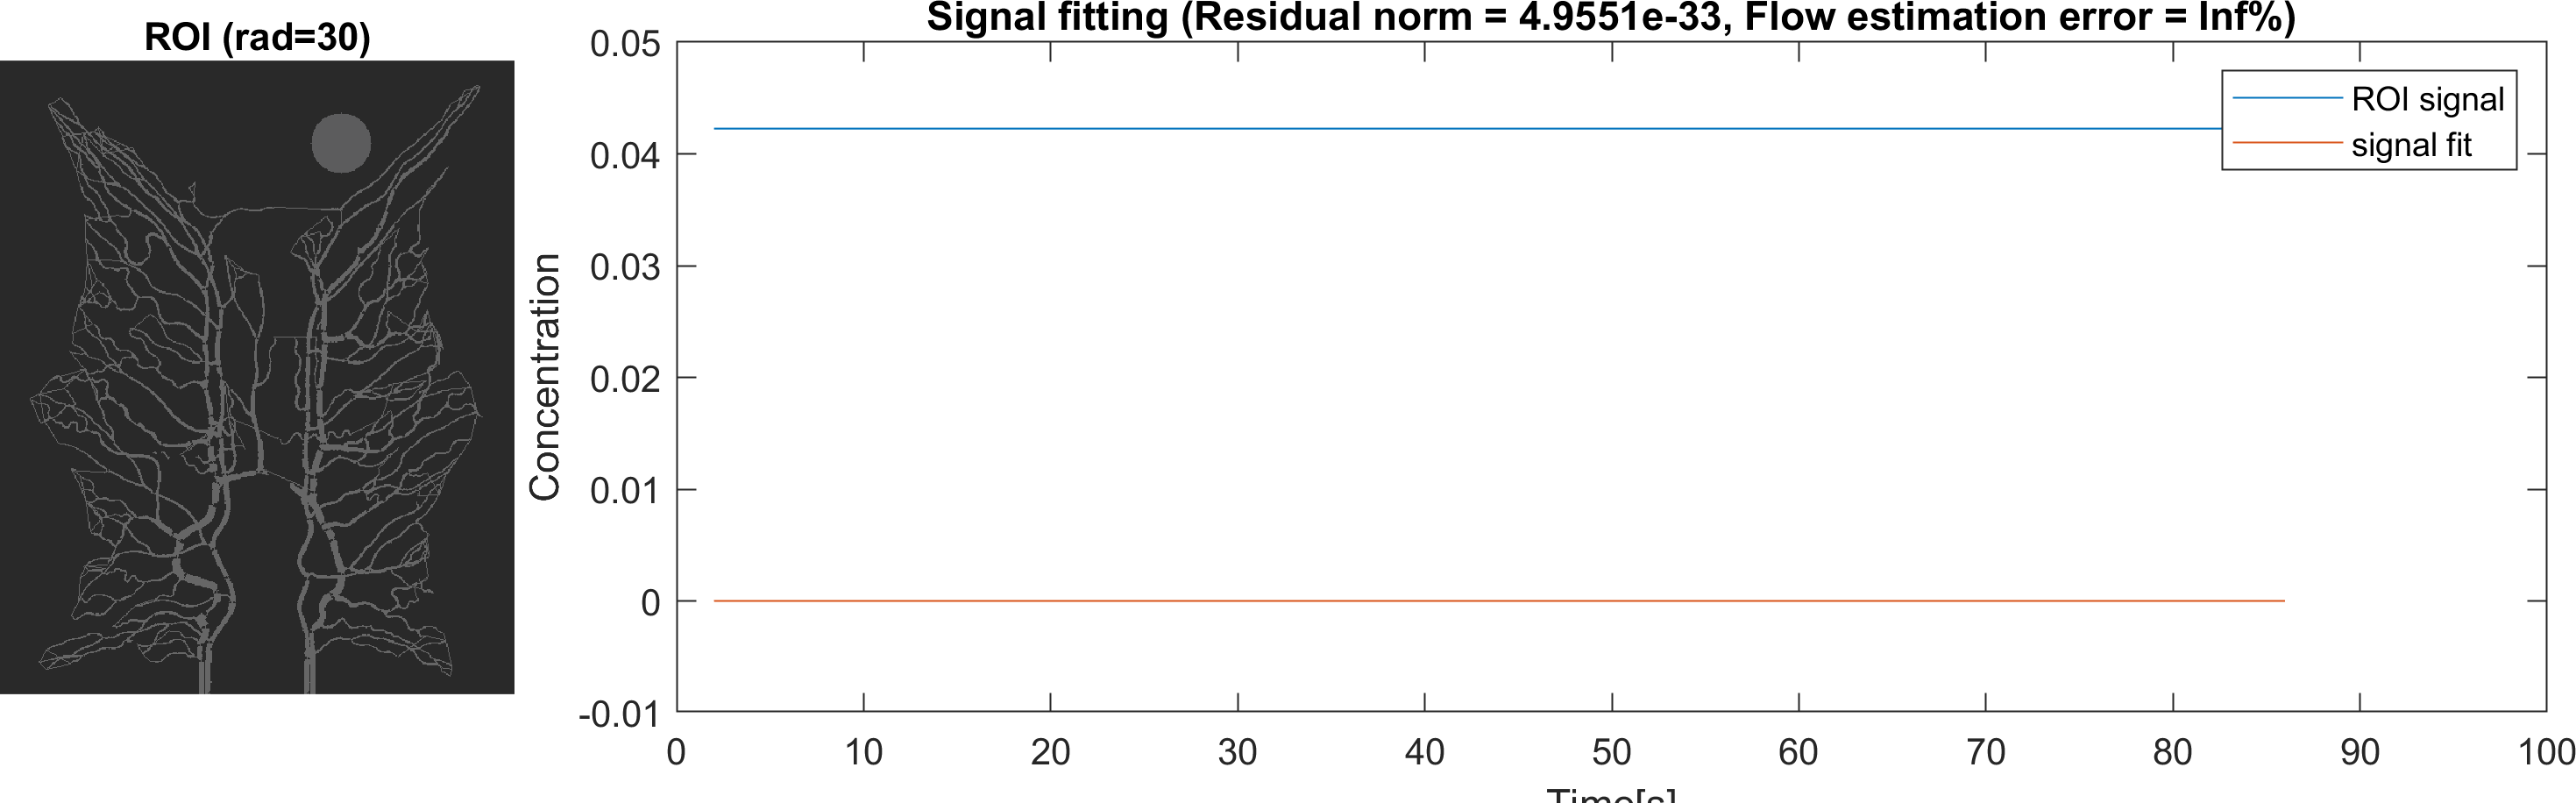 ROI (rad=30)
Signal fitting (Residual norm = 4.9551e-33, Flow estimation error = Inf%)
0.05
0.04
0.03
0.02
0.01
0
-0.01
Concentration
ROI signal
signal fit
0 10 20 30 40 50 60 70 80 90 100
Time[s]